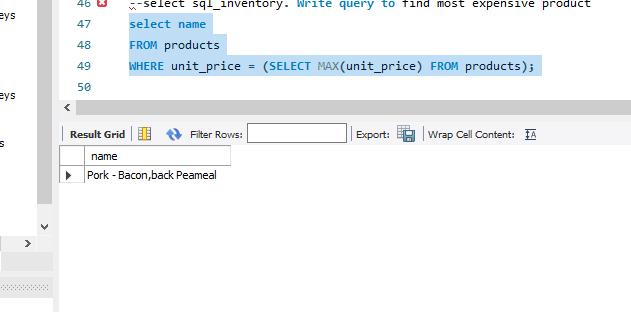 eys
eys
s
46 --select sql_inventory. Write query to find most expensive product
47 select name
48 FROM products
49 WHERE unit_price = (SELECT MAX(unit_price) FROM products);
50
Result Grid Filter Rows: Export: Wrap Cell Content: IA
name
Pork - Bacon,back Peameal